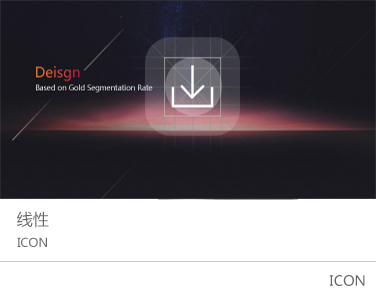 Deisgn
Based on Gold Segmentation Rate
线性
ICON
ICON